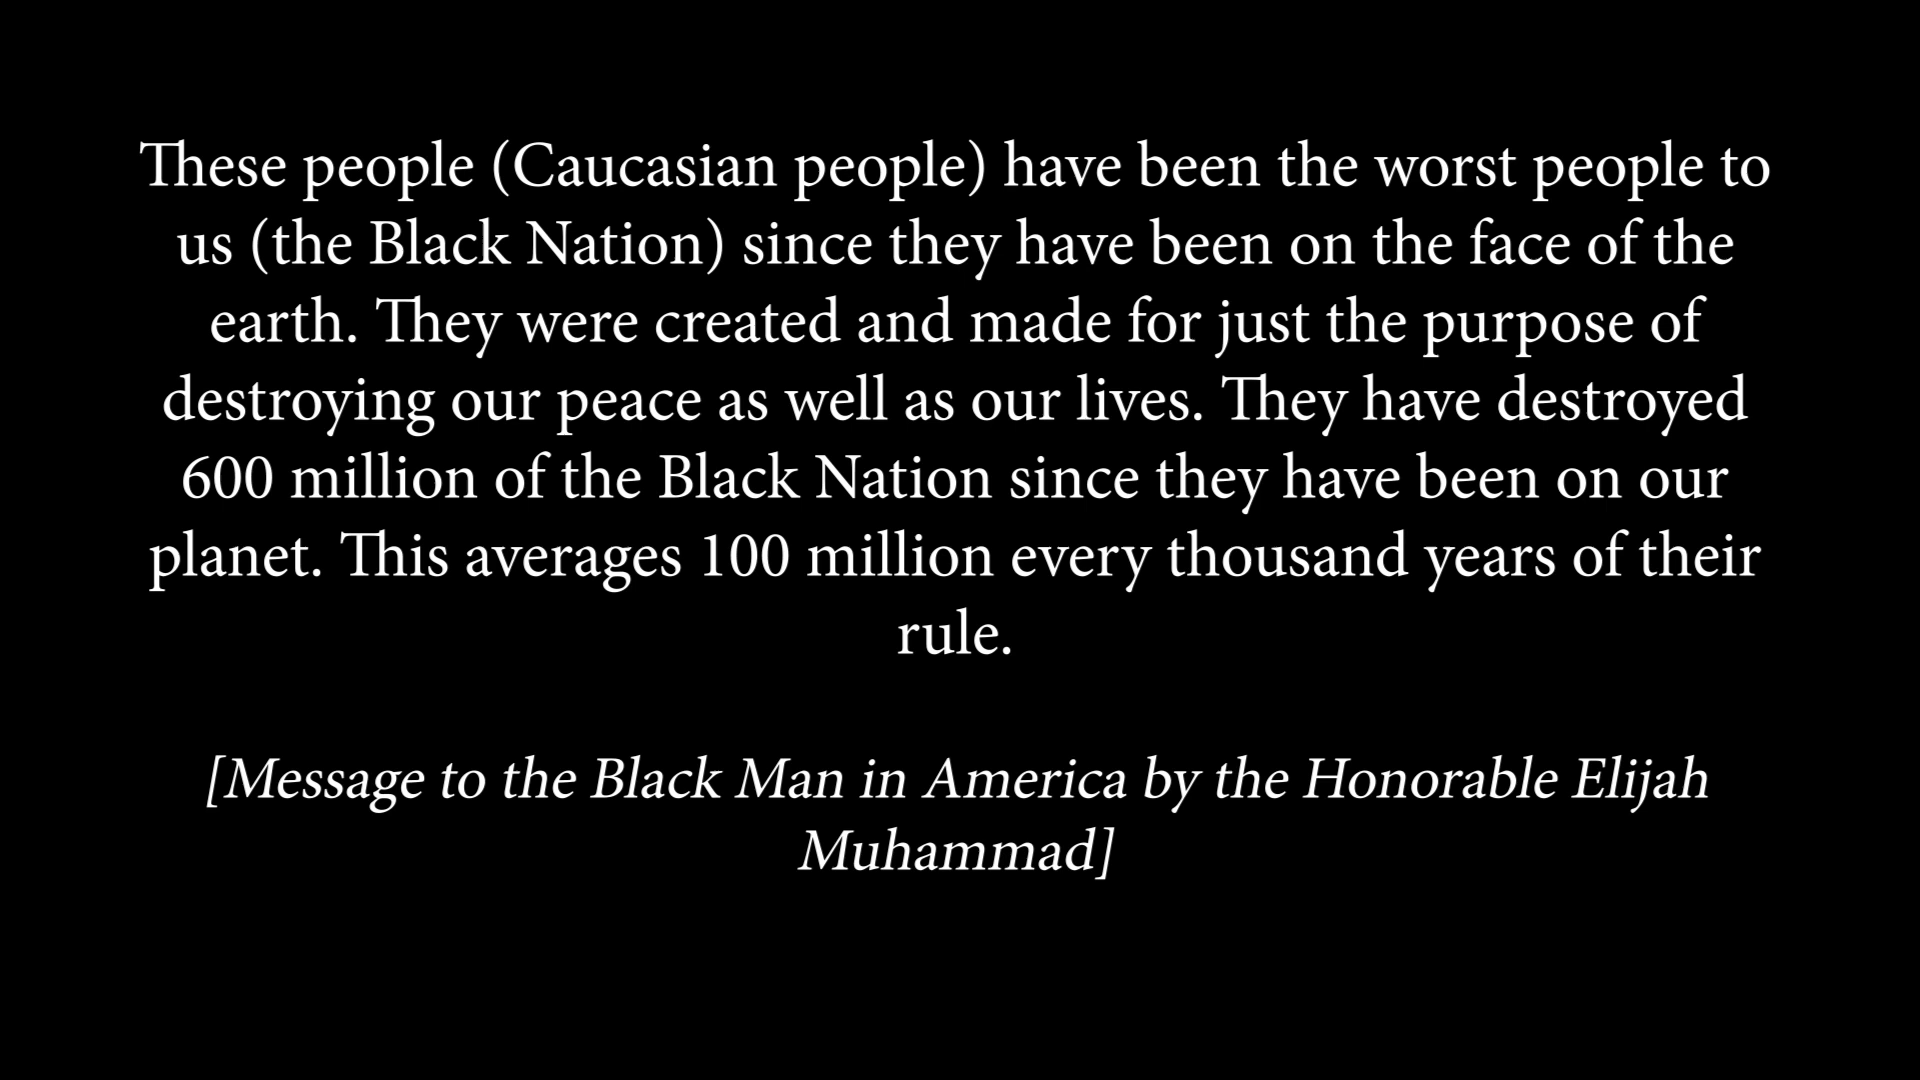 These people (Caucasian people) have been the worst people to
us (the Black Nation) since they have been on the face of the
earth. They were created and made for just the purpose of
destroying our peace as well as our lives. They have destroyed
600 million of the Black Nation since they have been on our
planet. This averages 100 million every thousand years of their
rule.
[Message to the Black Man in America by the Honorable Elijah
Muhammad]